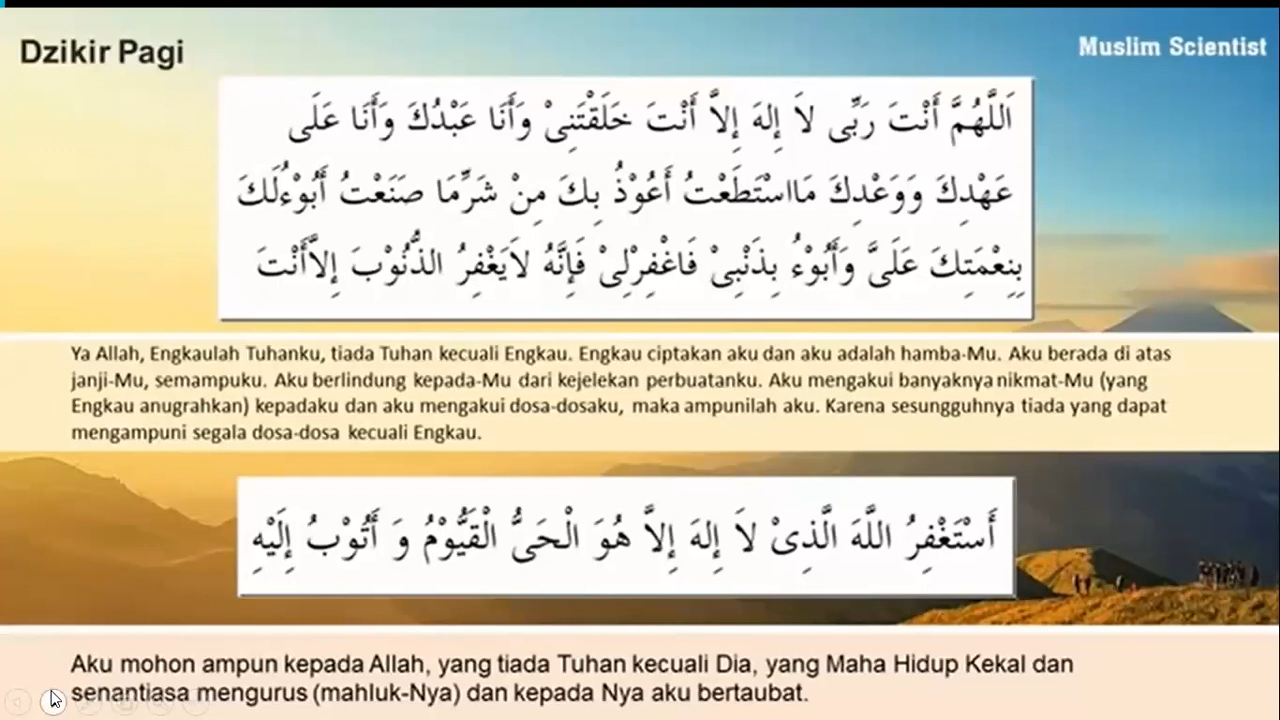 Dzikir Pagi
Muslim Scientist
اَللَّهُمَّ أَنْتَ رَبِّى لاَ إِلهَ إِلاَّ أَنْتَ خَلَقْتَنِىْ وَأَنَا عَبْدُكَ وَأَنَا عَلَى
عَهْدِكَ وَوَعْدِكَ مَااسْتَطَعْتُ أَعُوْذُ بِكَ مِنْ شَرِّمَا صَنَعْتُ أَبُوْءُلَكَ
بِنِعْمَتِكَ عَلَىَّ وَأَبُوْءُ بِذَنْبِىْ فَاغْفِرْلِىْ فَإِنَّهُ لاَيَغْفِرُ الذُّنُوْبَ إِلاَّأَنْتَ
Ya Allah, Engkaulah Tuhanku, tiada Tuhan kecuali Engkau. Engkau ciptakan aku dan aku adalah hamba-Mu. Aku berada di atas
janji-Mu, semampuku. Aku berlindung kepada-Mu dari kejelekan perbuatanku. Aku mengakui banyaknya nikmat-Mu (yang
Engkau anugrahkan) kepadaku dan aku mengakui dosa-dosaku, maka ampunilah aku. Karena sesungguhnya tiada yang dapat
mengampuni segala dosa-dosa kecuali Engkau.
أَسْتَغْفِرُ اللَّهَ الَّذِىْ لاَ إِلهَ إِلاَّ هُوَ الْحَىُّ الْقَيُّوْمُ وَ أَتُوْبُ إِلَيْهِ
Aku mohon ampun kepada Allah, yang tiada Tuhan kecuali Dia, yang Maha Hidup Kekal dan
senantiasa mengurus (mahluk-Nya) dan kepada Nya aku bertaubat.